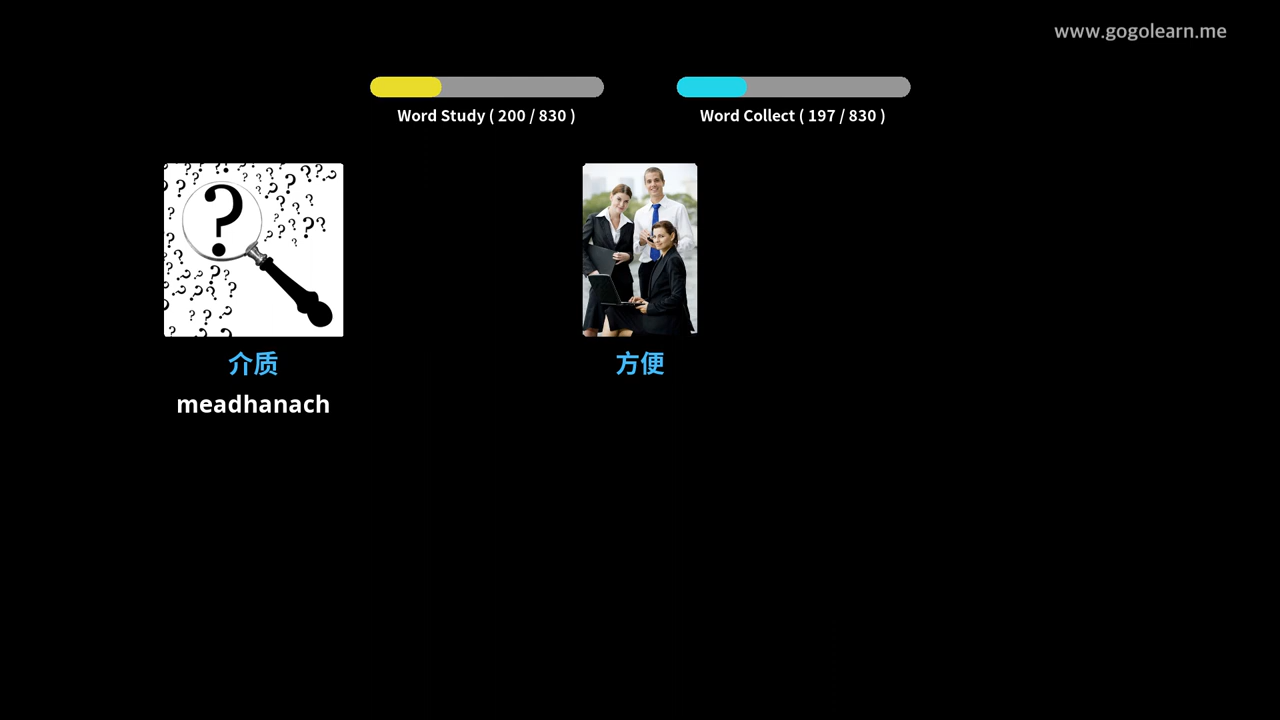 www.gogolearn.me
Word Study ( 200 / 830 )
Word Collect ( 197 / 830 )
介质
方便
meadhanach